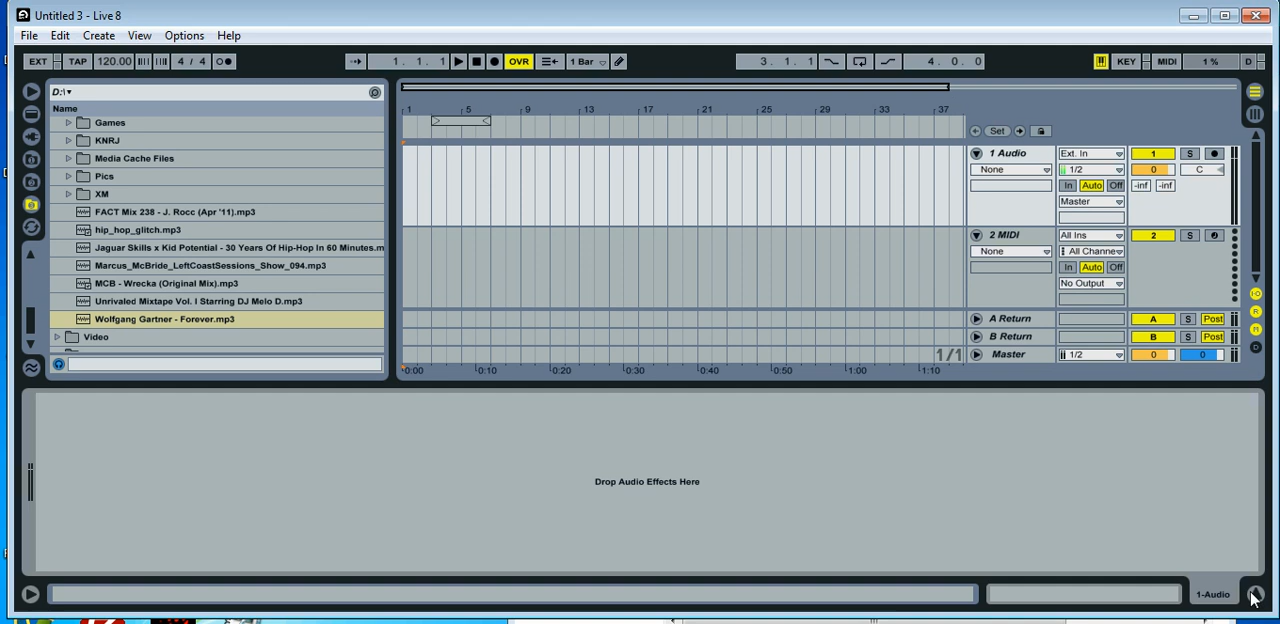 Untitled 3 - Live 8
File Edit Create View Options Help
EXT TAP 120.00 4 / 4 1. 1. 1 OVR 1 Bar 3. 1. 1 4. 0. 0 KEY MIDI 1 % D
D:\
Name
Games
KNRJ
Media Cache Files
Pics
XM
FACT Mix 238 - J. Rocc (Apr '11).mp3
hip_hop_glitch.mp3
Jaguar Skills x Kid Potential - 30 Years Of Hip-Hop In 60 Minutes.m
Marcus_McBride_LeftCoastSessions_Show_094.mp3
MCB - Wrecka (Original Mix).mp3
Unrivaled Mixtape Vol. I Starring DJ Melo D.mp3
Wolfgang Gartner - Forever.mp3
Video
1 5 9 13 17 21 25 29 33 37
Set
1 Audio Ext. In 1 S
None 1/2 0 C
In Auto Off -inf -inf
Master
2 MIDI All Ins 2 S
None All Channe
In Auto Off
No Output
A Return A S Post
B Return B S Post
1/1 Master 1/2 0 0
0:00 0:10 0:20 0:30 0:40 0:50 1:00 1:10
I·O
R
M
D
Drop Audio Effects Here
1-Audio